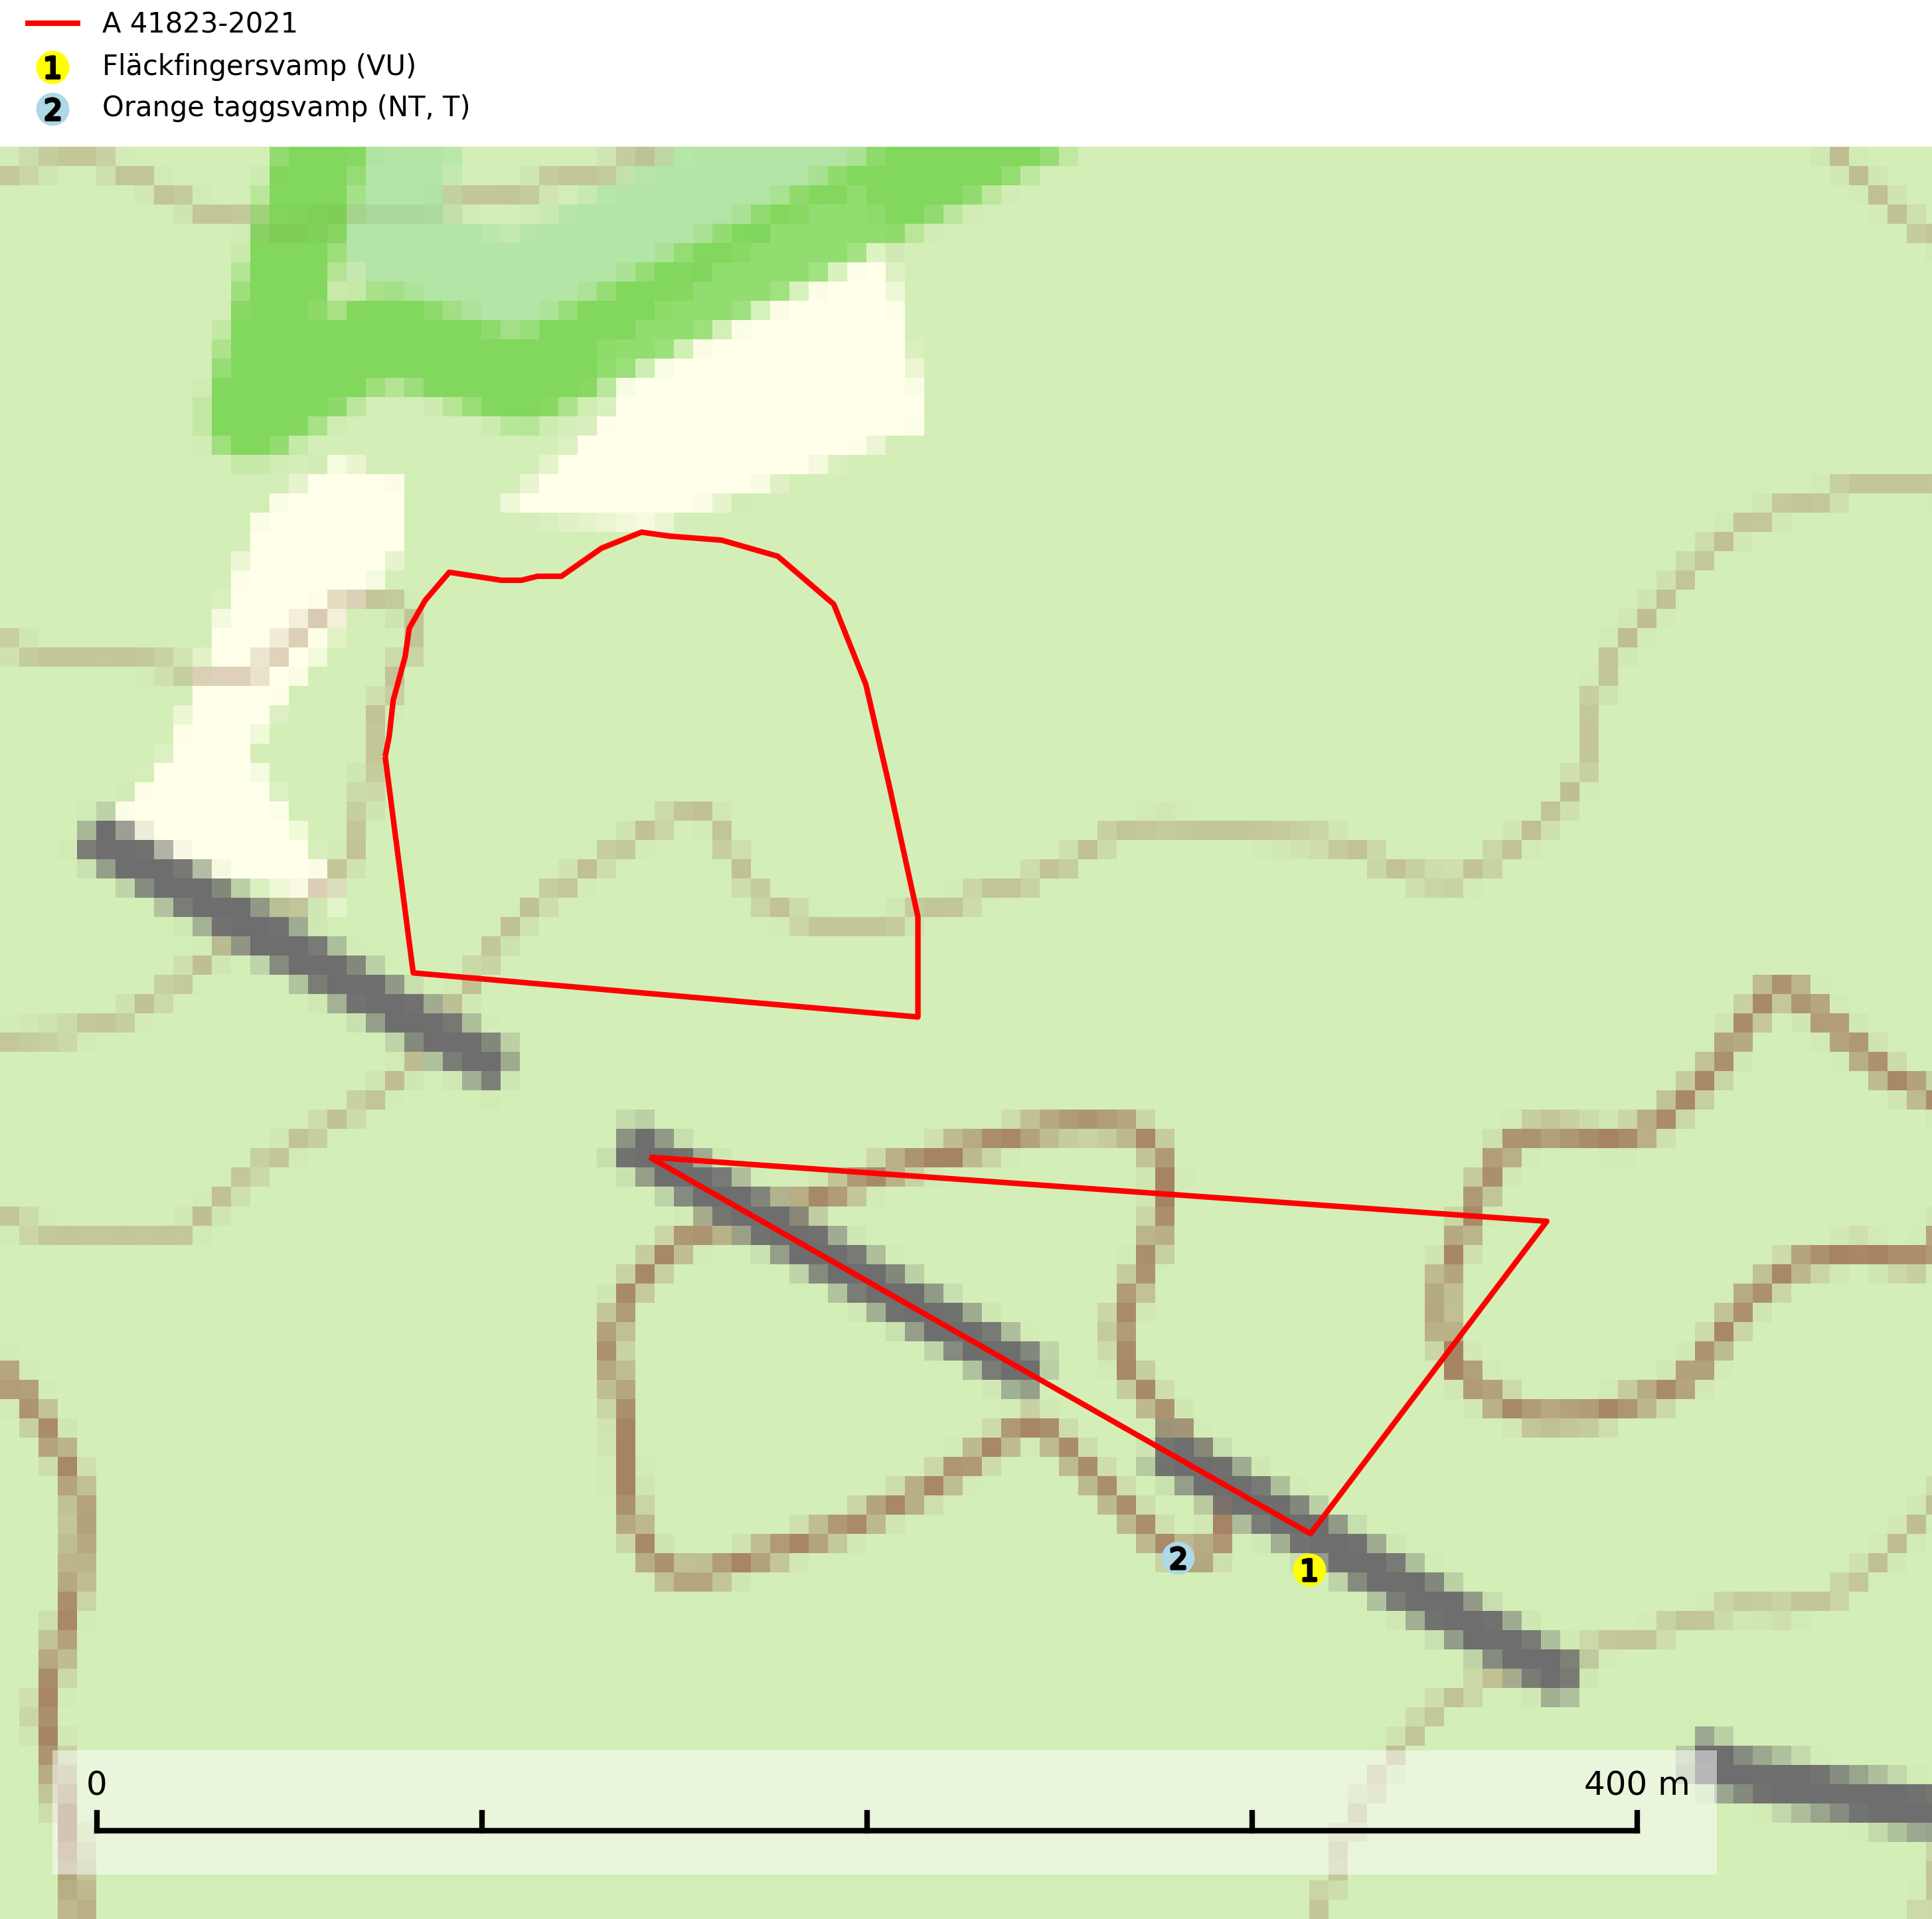 A 41823-2021
1 Fläckfingersvamp (VU)
2 Orange taggsvamp (NT, T)
2
1
0 400 m